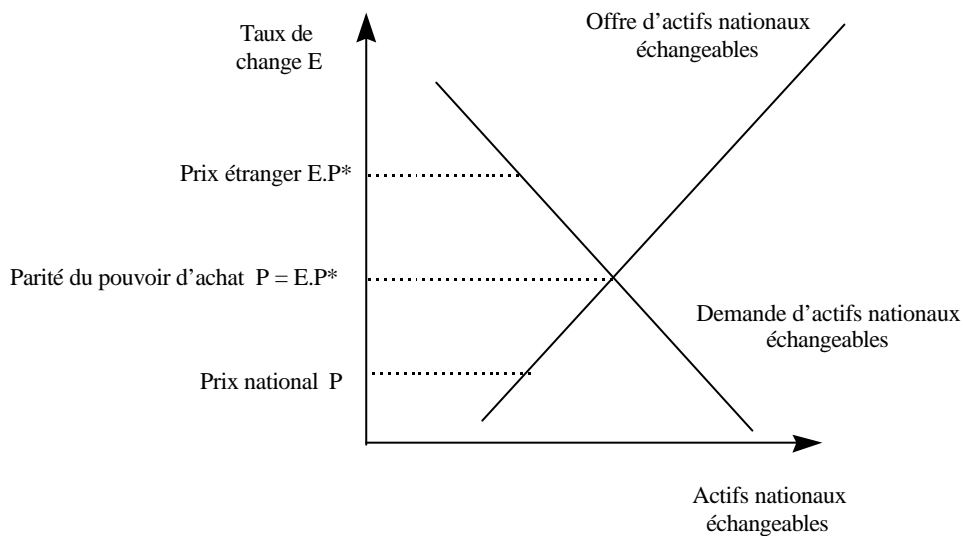 Taux de
change E
Offre d’actifs nationaux
échangeables
Prix étranger E.P*
Parité du pouvoir d’achat P = E.P*
Demande d’actifs nationaux
échangeables
Prix national P
Actifs nationaux
échangeables